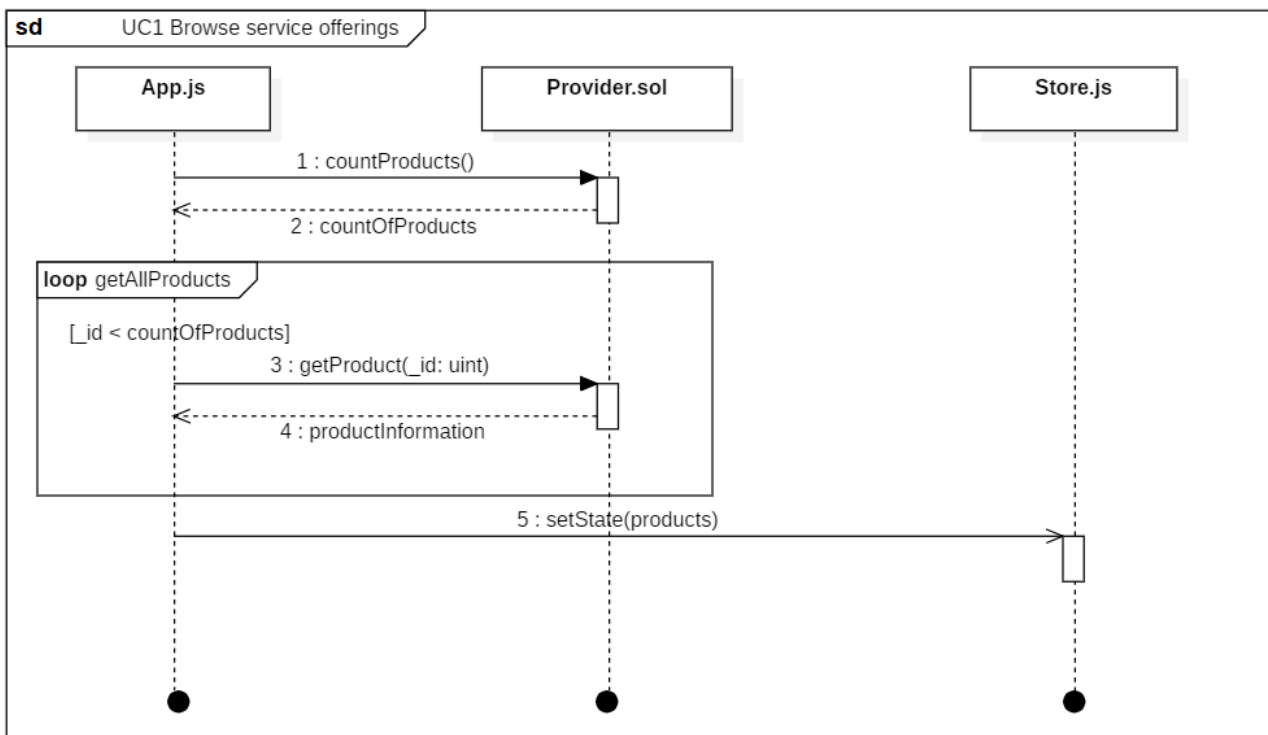 sd UC1 Browse service offerings
App.js Provider.sol Store.js
1 : countProducts()
2 : countOfProducts
loop getAllProducts
[_id < countOfProducts]
3 : getProduct(_id: uint)
4 : productInformation
5 : setState(products)